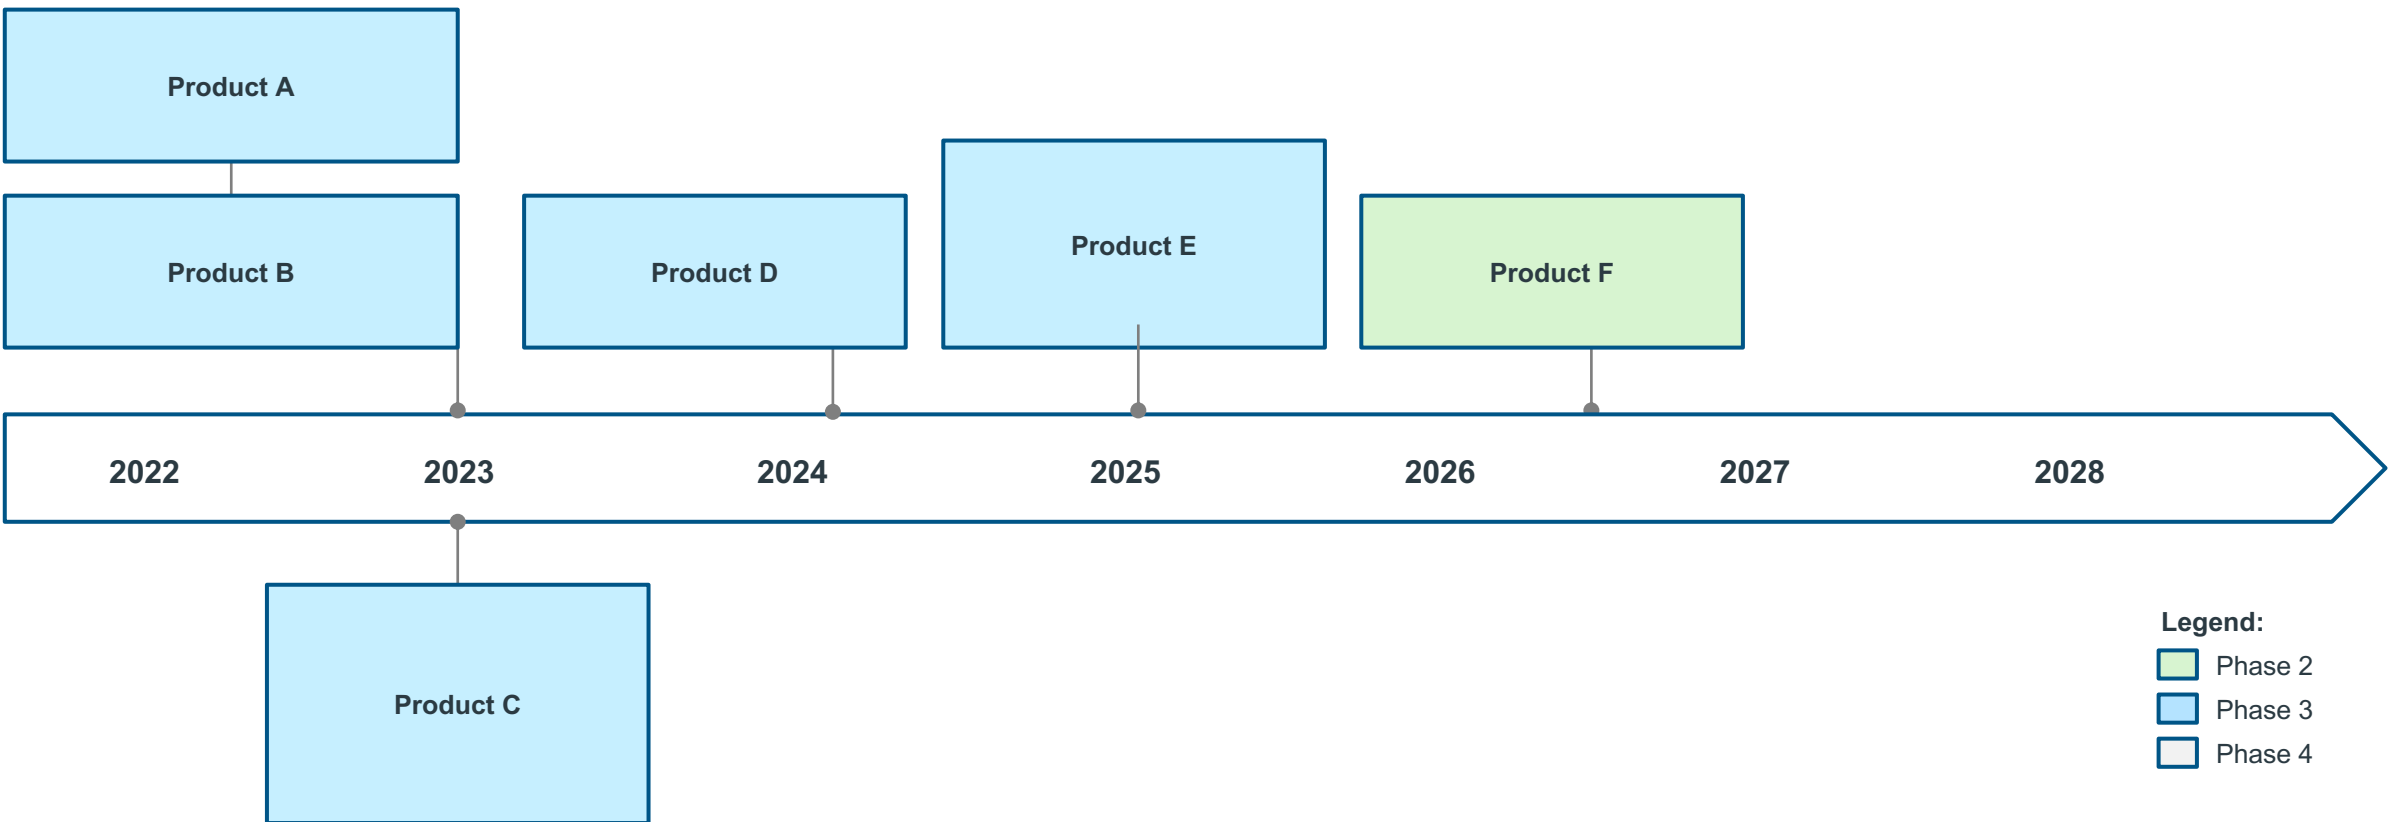 Product A
Product B
Product D
Product E
Product F
2022 2023 2024 2025 2026 2027 2028
Product C
Legend:
Phase 2
Phase 3
Phase 4